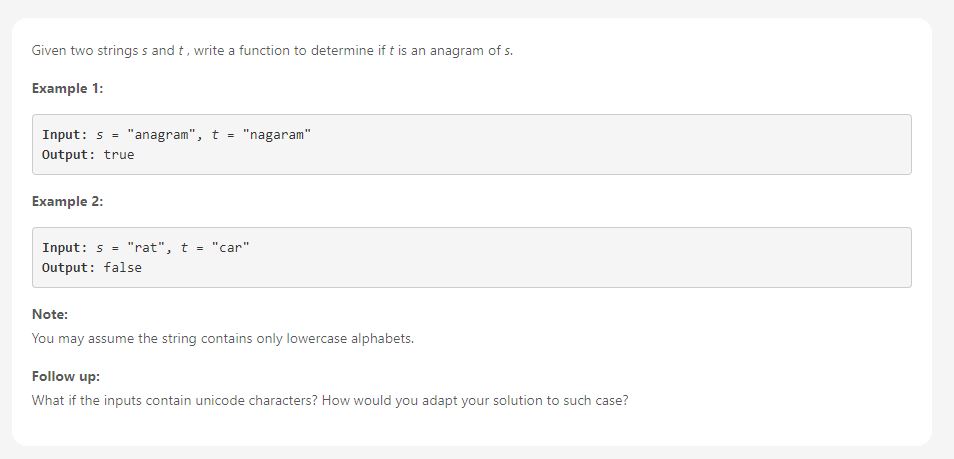 Given two strings s and t , write a function to determine if t is an anagram of s.
Example 1:
Input: s = "anagram", t = "nagaram"
Output: true
Example 2:
Input: s = "rat", t = "car"
Output: false
Note:
You may assume the string contains only lowercase alphabets.
Follow up:
What if the inputs contain unicode characters? How would you adapt your solution to such case?